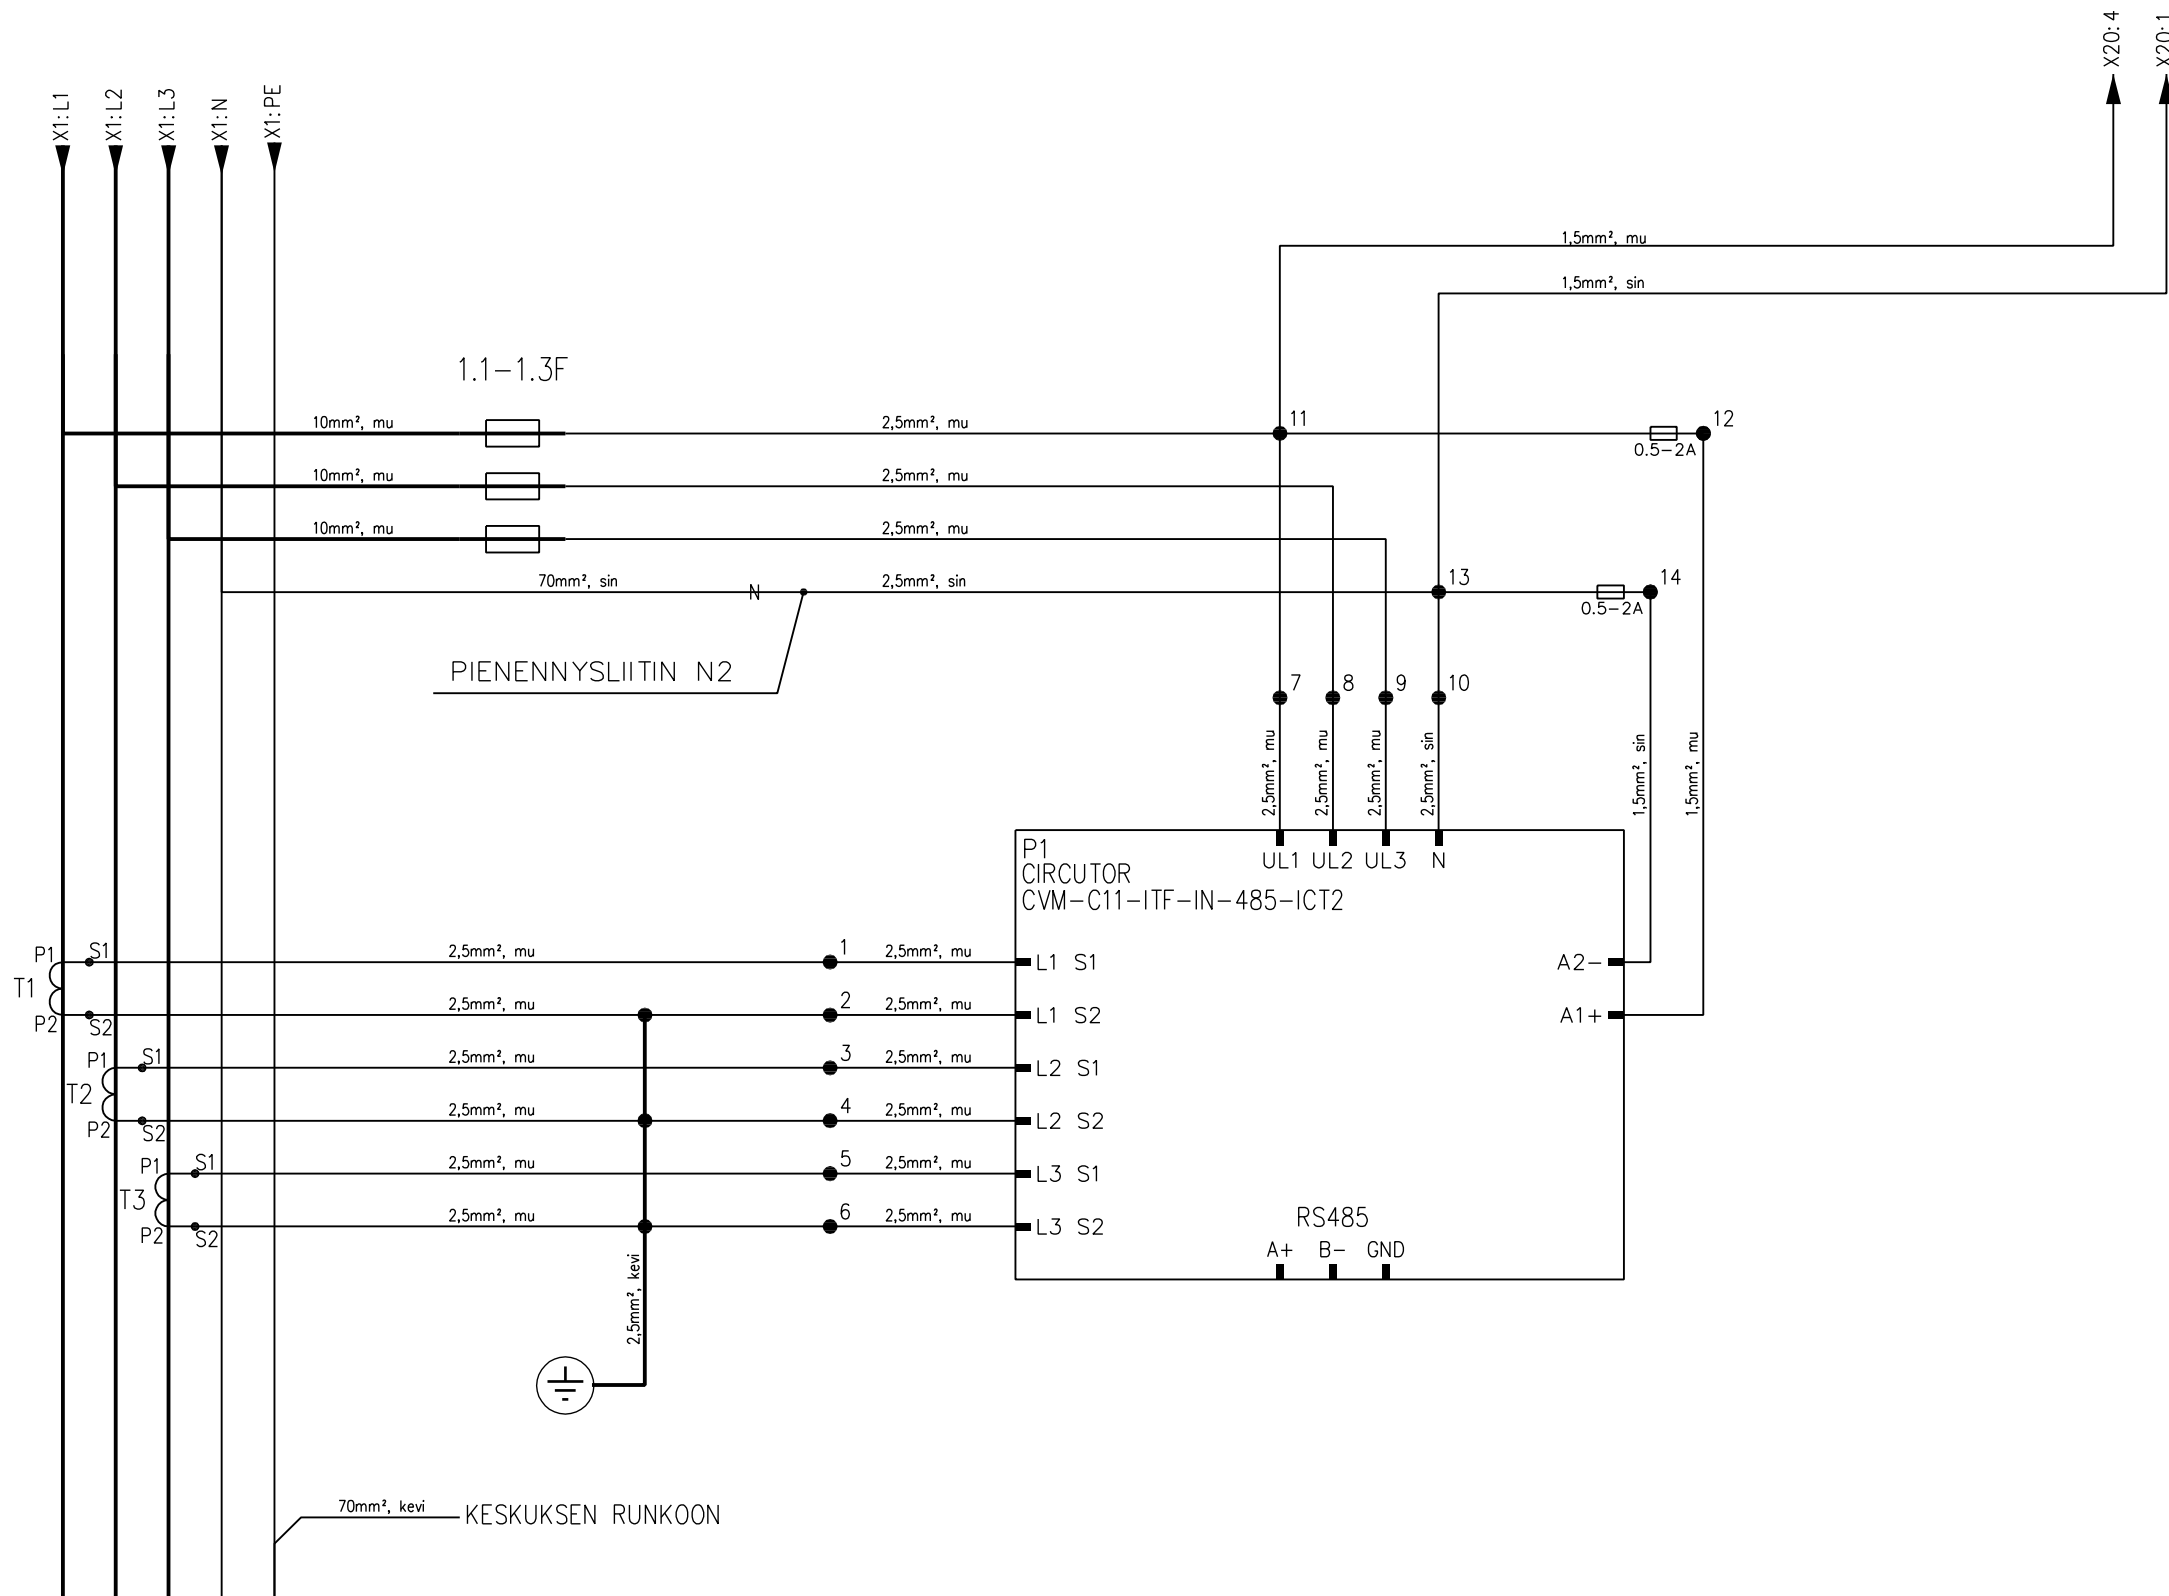 X20:4
X20:1
X1:L1
X1:L2
X1:L3
X1:N
X1:PE
1,5mm², mu
1,5mm², sin
1.1-1.3F
10mm², mu
2,5mm², mu
11
12
0.5-2A
10mm², mu
2,5mm², mu
10mm², mu
2,5mm², mu
70mm², sin
N
2,5mm², sin
13
14
0.5-2A
PIENENNYSLIITIN N2
7
8
9
10
2,5mm², mu
2,5mm², mu
2,5mm², mu
2,5mm², sin
1,5mm², sin
1,5mm², mu
P1
CIRCUTOR
CVM-C11-ITF-IN-485-ICT2
UL1
UL2
UL3
N
P1
S1
2,5mm², mu
1
2,5mm², mu
L1 S1
A2-
T1
P2
S2
2,5mm², mu
2
2,5mm², mu
L1 S2
A1+
P1
S1
2,5mm², mu
3
2,5mm², mu
L2 S1
T2
P2
S2
2,5mm², mu
4
2,5mm², mu
L2 S2
P1
S1
2,5mm², mu
5
2,5mm², mu
L3 S1
T3
P2
S2
2,5mm², mu
6
2,5mm², mu
L3 S2
RS485
A+
B-
GND
2,5mm², kevi
70mm², kevi
KESKUKSEN RUNKOON